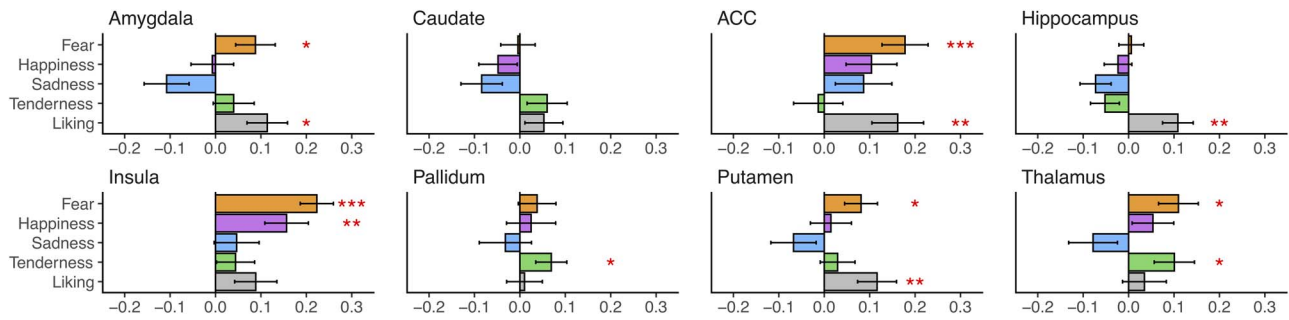 Amygdala Caudate ACC Hippocampus
Fear * ***
Happiness
Sadness
Tenderness
Liking * ** **
−0.2 −0.1 0.0 0.1 0.2 0.3 −0.2 −0.1 0.0 0.1 0.2 0.3 −0.2 −0.1 0.0 0.1 0.2 0.3 −0.2 −0.1 0.0 0.1 0.2 0.3
Insula Pallidum Putamen Thalamus
Fear *** * *
Happiness **
Sadness
Tenderness * *
Liking **
−0.2 −0.1 0.0 0.1 0.2 0.3 −0.2 −0.1 0.0 0.1 0.2 0.3 −0.2 −0.1 0.0 0.1 0.2 0.3 −0.2 −0.1 0.0 0.1 0.2 0.3